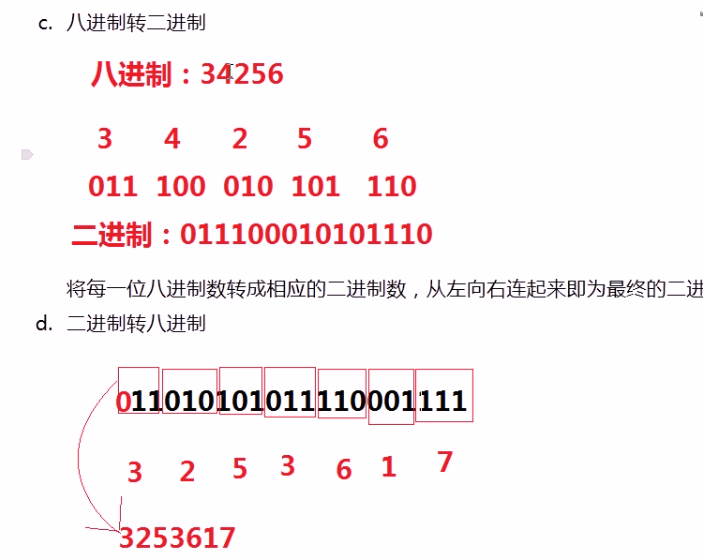 c. 八进制转二进制
八进制：34256
3 4 2 5 6
011 100 010 101 110
二进制：011100010101110
将每一位八进制数转成相应的二进制数，从左向右连起来即为最终的二进
d. 二进制转八进制
011010101011110001111
3 2 5 3 6 1 7
3253617